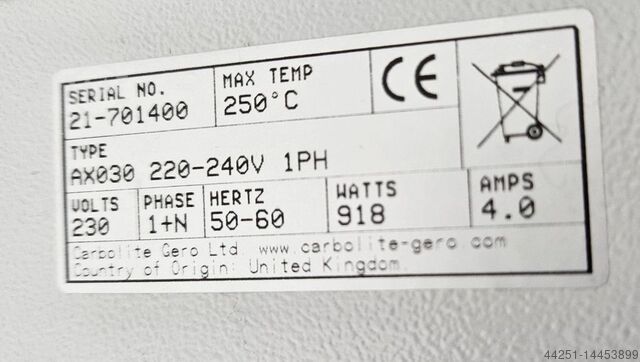 SERIAL NO.
21-701400
MAX TEMP
250°C
CE
TYPE
AX030 220-240V 1PH
VOLTS
230
PHASE
1+N
HERTZ
50-60
WATTS
918
AMPS
4.0
Carbolite Gero Ltd. www.carbolite-gero.com
Country of Origin: United Kingdom.
44251-14453899